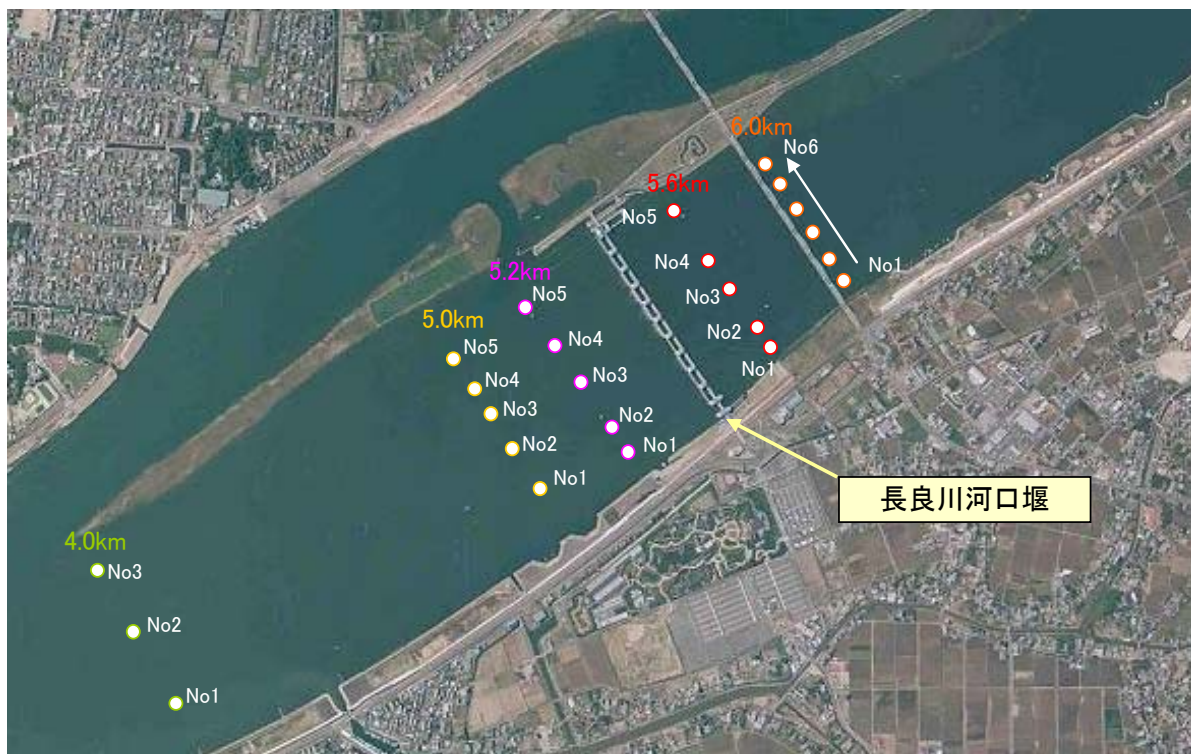 6.0km
No6
No1
5.6km
No5
No4
No3
No2
No1
5.2km
No5
No4
No3
No2
No1
5.0km
No5
No4
No3
No2
No1
長良川河口堰
4.0km
No3
No2
No1